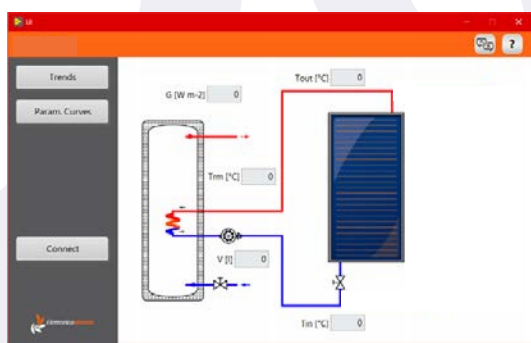 UI
?
Trends
Param. Curves
Connect
G [W m-2] 0
Tout [°C] 0
Trm [°C] 0
V [l] 0
Tin [°C] 0